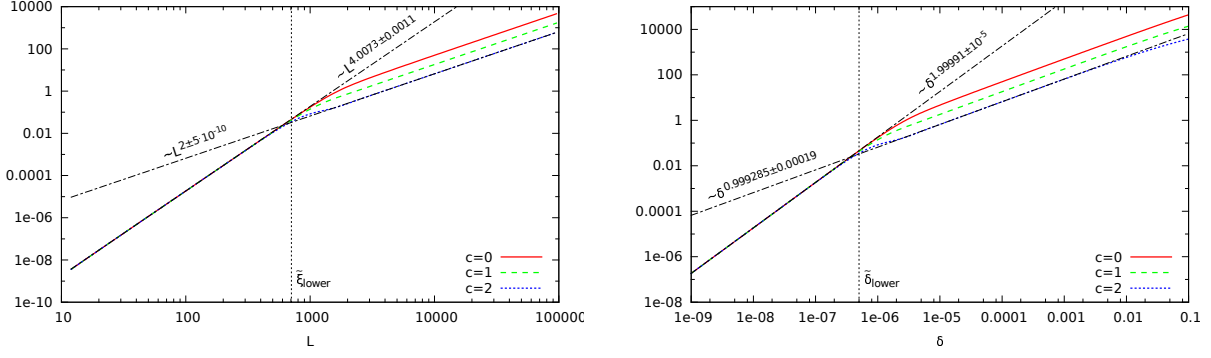 10000
100
1
0.01
0.0001
1e-06
1e-08
1e-10
10
100
1000
10000
100000
L
~L^4.0073±0.0011
~L^2±5·10^-10
ξ̃lower
c=0
c=1
c=2
10000
100
1
0.01
0.0001
1e-06
1e-08
1e-09
1e-08
1e-07
1e-06
1e-05
0.0001
0.001
0.01
0.1
δ
~δ^1.99991±10^-5
~δ^0.999285±0.00019
δ̃lower
c=0
c=1
c=2